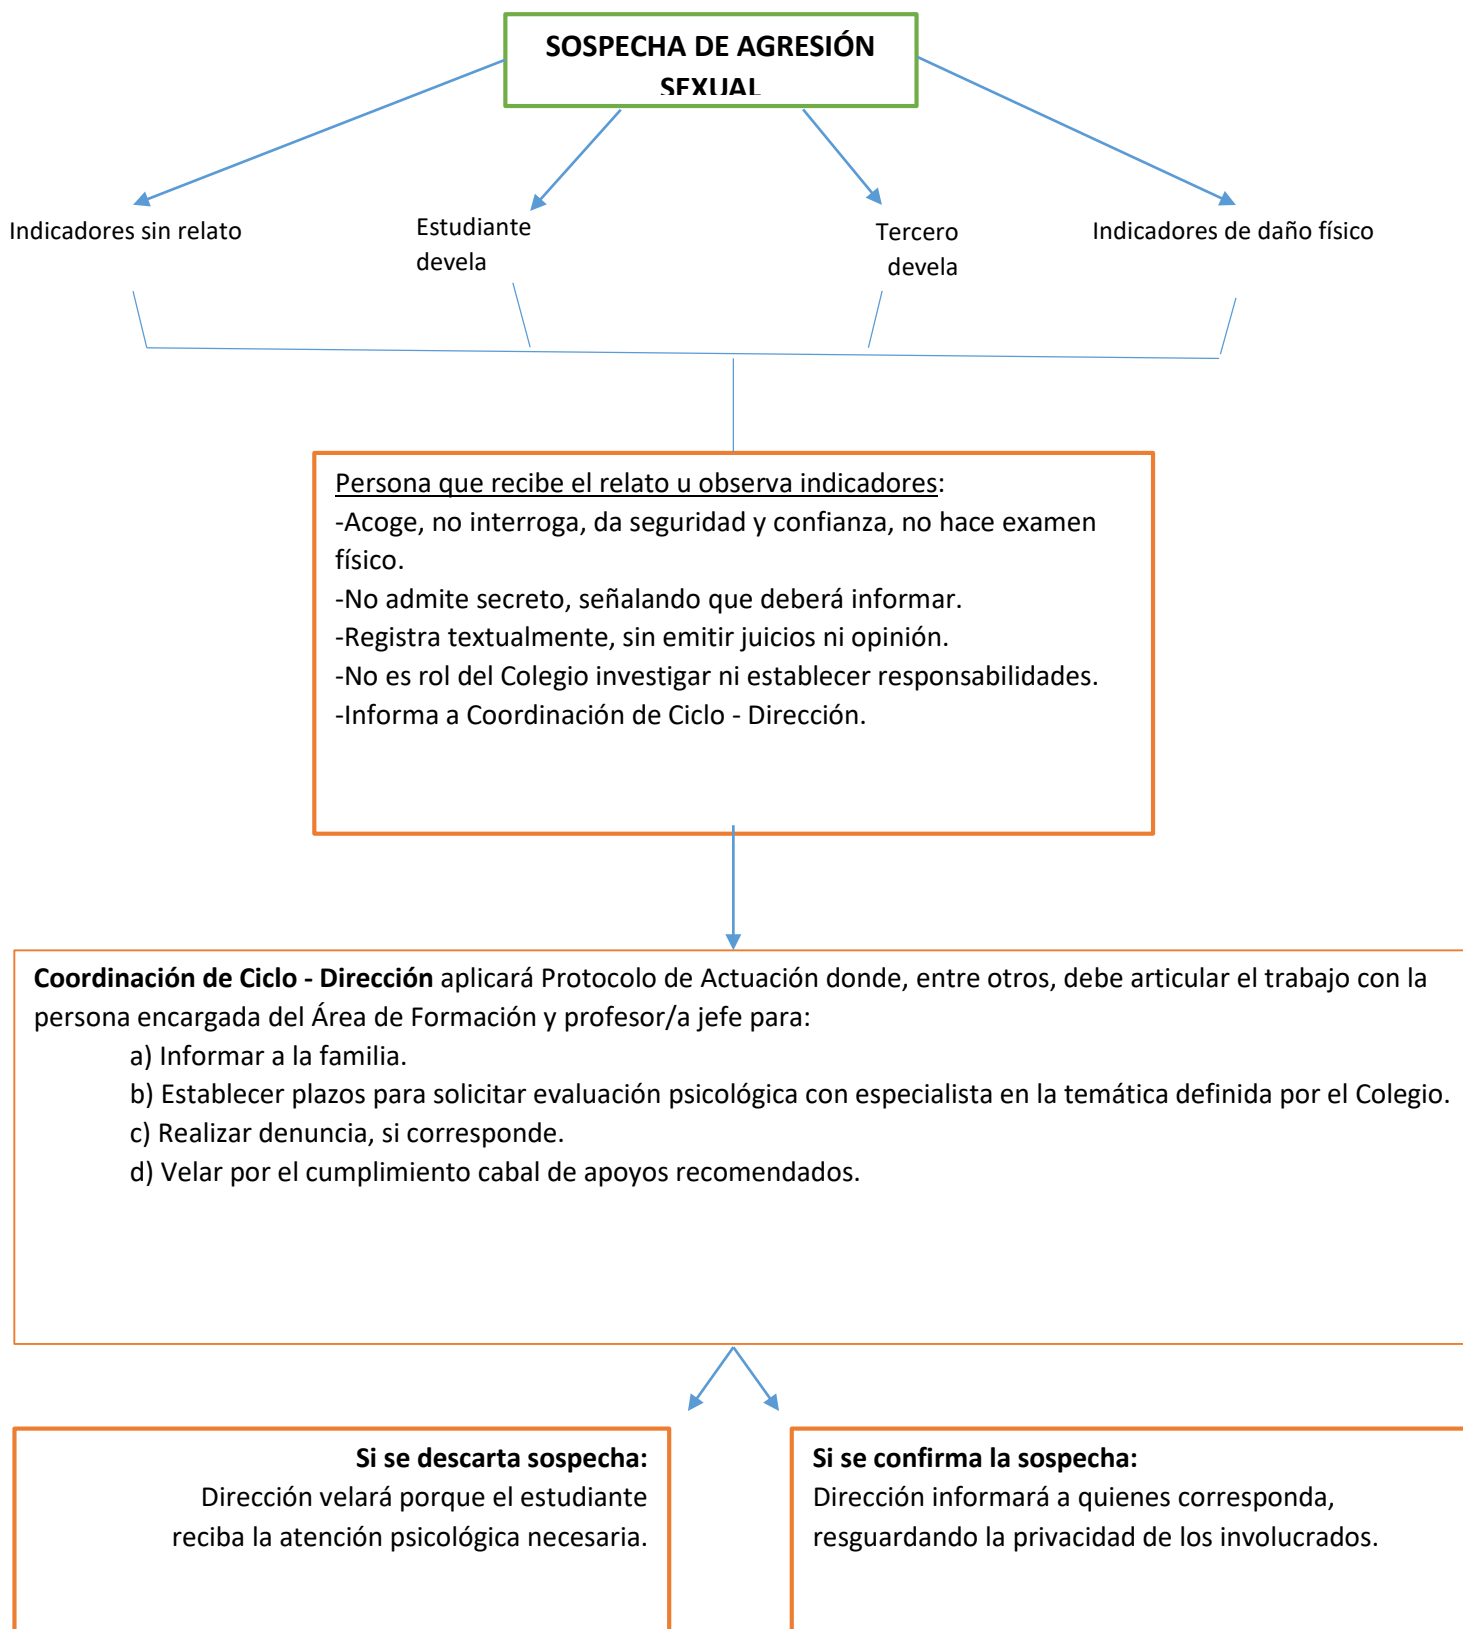 SOSPECHA DE AGRESIÓN
SEXUAL
Indicadores sin relato
Estudiante
devela
Tercero
devela
Indicadores de daño físico
Persona que recibe el relato u observa indicadores:
-Acoge, no interroga, da seguridad y confianza, no hace examen
físico.
-No admite secreto, señalando que deberá informar.
-Registra textualmente, sin emitir juicios ni opinión.
-No es rol del Colegio investigar ni establecer responsabilidades.
-Informa a Coordinación de Ciclo - Dirección.
Coordinación de Ciclo - Dirección aplicará Protocolo de Actuación donde, entre otros, debe articular el trabajo con la
persona encargada del Área de Formación y profesor/a jefe para:
a) Informar a la familia.
b) Establecer plazos para solicitar evaluación psicológica con especialista en la temática definida por el Colegio.
c) Realizar denuncia, si corresponde.
d) Velar por el cumplimiento cabal de apoyos recomendados.
Si se descarta sospecha:
Dirección velará porque el estudiante
reciba la atención psicológica necesaria.
Si se confirma la sospecha:
Dirección informará a quienes corresponda,
resguardando la privacidad de los involucrados.